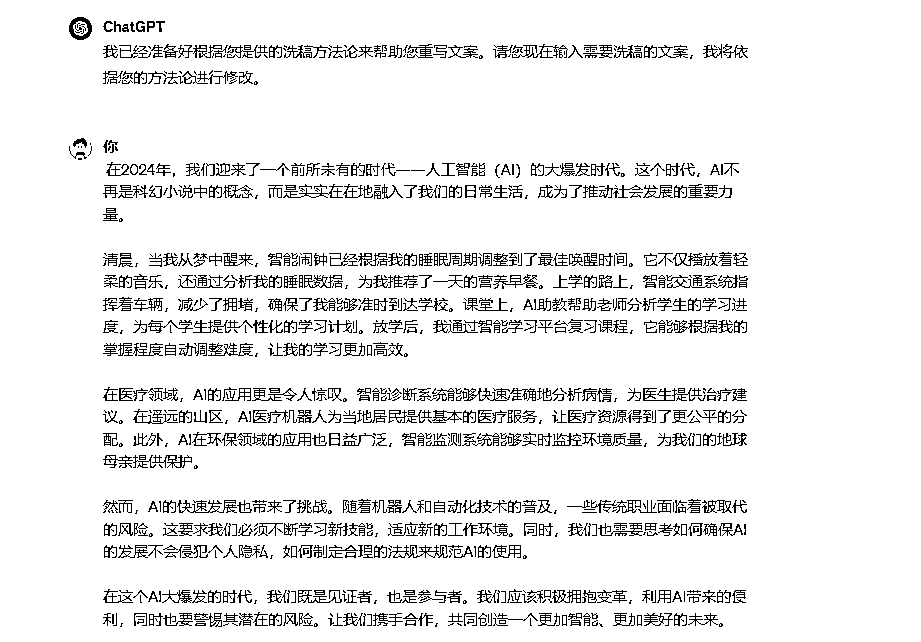 ChatGPT
我已经准备好根据您提供的洗稿方法论来帮助您重写文案。请您现在输入需要洗稿的文案，我将依
据您的方法论进行修改。
你
在2024年，我们迎来了一个前所未有的时代——人工智能（AI）的大爆发时代。这个时代，AI不
再是科幻小说中的概念，而是实实在在地融入了我们的日常生活，成为了推动社会发展的重要力
量。
清晨，当我从梦中醒来，智能闹钟已经根据我的睡眠周期调整到了最佳唤醒时间。它不仅播放着轻
柔的音乐，还通过分析我的睡眠数据，为我推荐了一天的营养早餐。上学的路上，智能交通系统指
挥着车辆，减少了拥堵，确保了我能够准时到达学校。课堂上，AI助教帮助老师分析学生的学习进
度，为每个学生提供个性化的学习计划。放学后，我通过智能学习平台复习课程，它能够根据我的
掌握程度自动调整难度，让我的学习更加高效。
在医疗领域，AI的应用更是令人惊叹。智能诊断系统能够快速准确地分析病情，为医生提供治疗建
议。在遥远的山区，AI医疗机器人为当地居民提供基本的医疗服务，让医疗资源得到了更公平的分
配。此外，AI在环保领域的应用也日益广泛，智能监测系统能够实时监控环境质量，为我们的地球
母亲提供保护。
然而，AI的快速发展也带来了挑战。随着机器人和自动化技术的普及，一些传统职业面临着被取代
的风险。这要求我们必须不断学习新技能，适应新的工作环境。同时，我们也需要思考如何确保AI
的发展不会侵犯个人隐私，如何制定合理的法规来规范AI的使用。
在这个AI大爆发的时代，我们既是见证者，也是参与者。我们应该积极拥抱变革，利用AI带来的便
利，同时也要警惕其潜在的风险。让我们携手合作，共同创造一个更加智能、更加美好的未来。